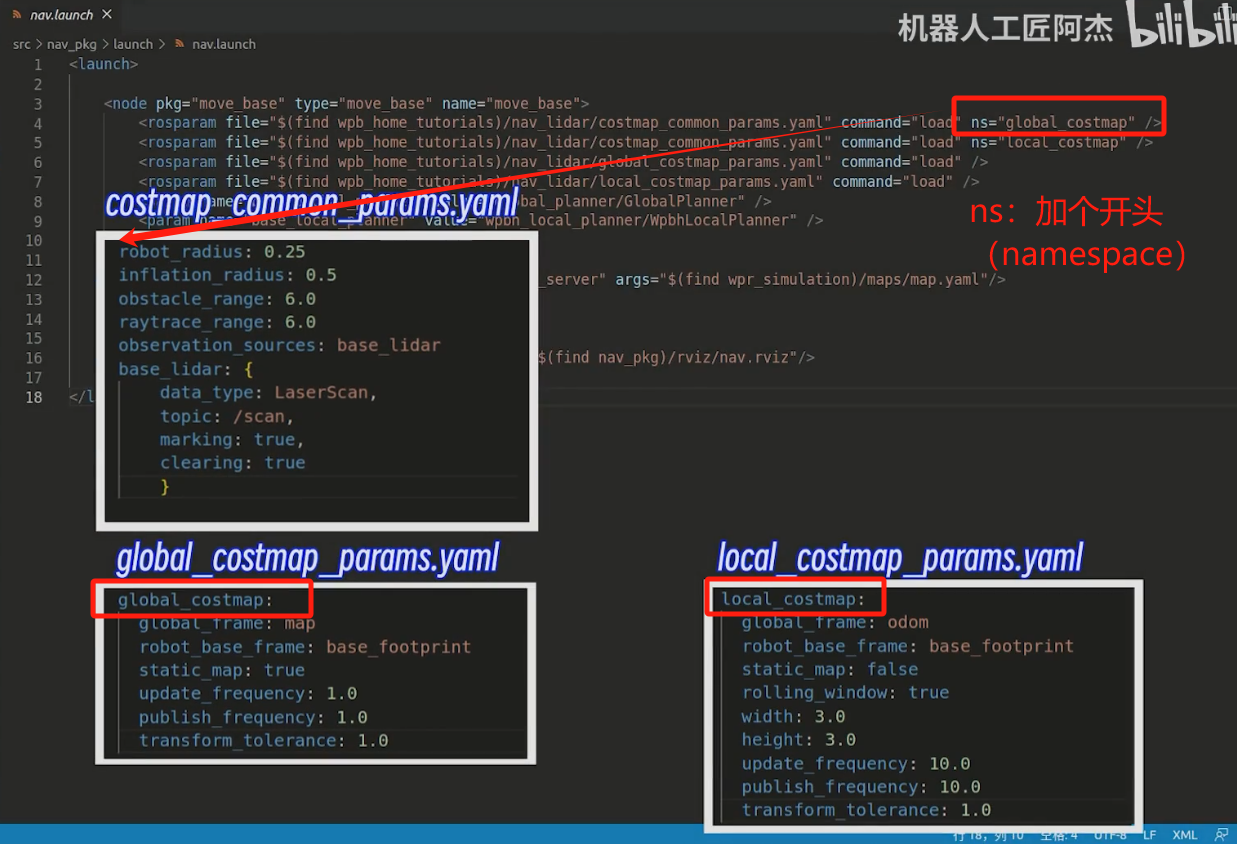 nav.launch
机器人工匠阿杰 bilibili
src > nav_pkg > launch > nav.launch
1 <launch>
2
3 <node pkg="move_base" type="move_base" name="move_base">
4 <rosparam file="$(find wpb_home_tutorials)/nav_lidar/costmap_common_params.yaml" command="load" ns="global_costmap" />
5 <rosparam file="$(find wpb_home_tutorials)/nav_lidar/costmap_common_params.yaml" command="load" ns="local_costmap" />
6 <rosparam file="$(find wpb_home_tutorials)/nav_lidar/global_costmap_params.yaml" command="load" />
7 <rosparam file="$(find wpb_home_tutorials)/nav_lidar/local_costmap_params.yaml" command="load" />
8 obal_planner/GlobalPlanner" />
9 <param name="base_local_planner" value="wpbh_local_planner/WpbhLocalPlanner" />
10
11
12 _server" args="$(find wpr_simulation)/maps/map.yaml"/>
13
14
15
16 $(find nav_pkg)/rviz/nav.rviz"/>
17
18 </l
ns：加个开头
（namespace）
costmap_common_params.yaml
robot_radius: 0.25
inflation_radius: 0.5
obstacle_range: 6.0
raytrace_range: 6.0
observation_sources: base_lidar
base_lidar: {
data_type: LaserScan,
topic: /scan,
marking: true,
clearing: true
}
global_costmap_params.yaml
global_costmap:
global_frame: map
robot_base_frame: base_footprint
static_map: true
update_frequency: 1.0
publish_frequency: 1.0
transform_tolerance: 1.0
local_costmap_params.yaml
local_costmap:
global_frame: odom
robot_base_frame: base_footprint
static_map: false
rolling_window: true
width: 3.0
height: 3.0
update_frequency: 10.0
publish_frequency: 10.0
transform_tolerance: 1.0
行 18, 列 10 空格: 4 UTF-8 LF XML